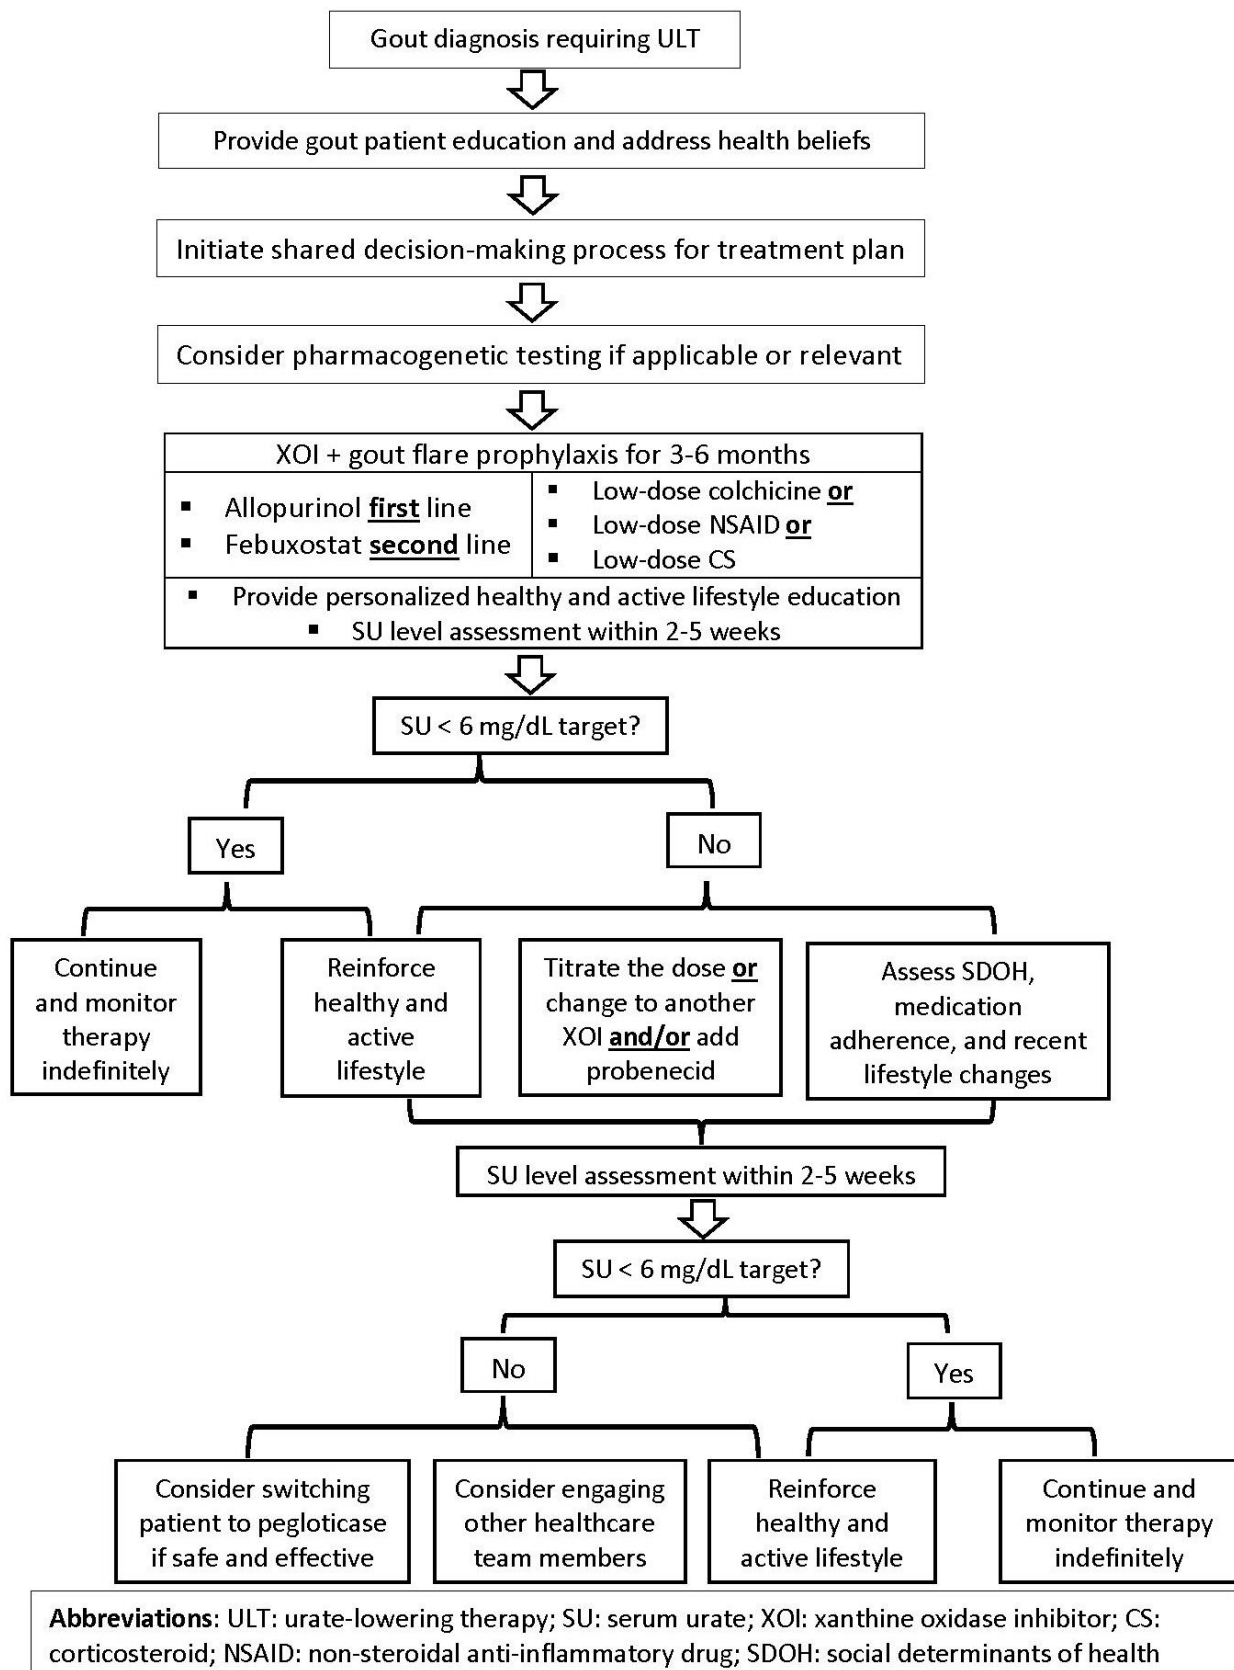 Gout diagnosis requiring ULT
Provide gout patient education and address health beliefs
Initiate shared decision-making process for treatment plan
Consider pharmacogenetic testing if applicable or relevant
XOI + gout flare prophylaxis for 3-6 months
▪ Allopurinol first line
▪ Febuxostat second line
▪ Low-dose colchicine or
▪ Low-dose NSAID or
▪ Low-dose CS
▪ Provide personalized healthy and active lifestyle education
▪ SU level assessment within 2-5 weeks
SU < 6 mg/dL target?
Yes
No
Continue
and monitor
therapy
indefinitely
Reinforce
healthy and
active
lifestyle
Titrate the dose or
change to another
XOI and/or add
probenecid
Assess SDOH,
medication
adherence, and recent
lifestyle changes
SU level assessment within 2-5 weeks
SU < 6 mg/dL target?
No
Yes
Consider switching
patient to pegloticase
if safe and effective
Consider engaging
other healthcare
team members
Reinforce
healthy and
active lifestyle
Continue and
monitor therapy
indefinitely
Abbreviations: ULT: urate-lowering therapy; SU: serum urate; XOI: xanthine oxidase inhibitor; CS:
corticosteroid; NSAID: non-steroidal anti-inflammatory drug; SDOH: social determinants of health